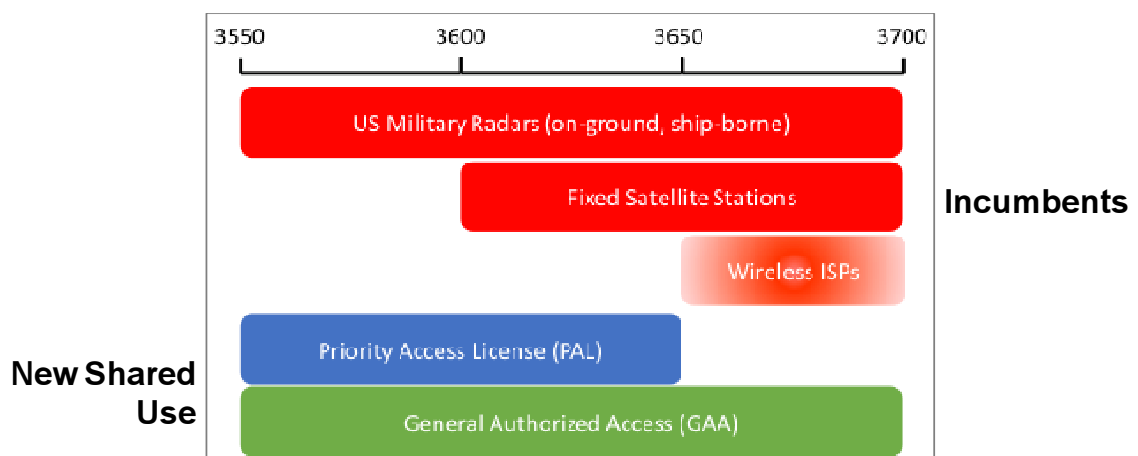 3550 3600 3650 3700
US Military Radars (on-ground, ship-borne)
Fixed Satellite Stations
Incumbents
Wireless ISPs
Priority Access License (PAL)
New Shared
Use
General Authorized Access (GAA)